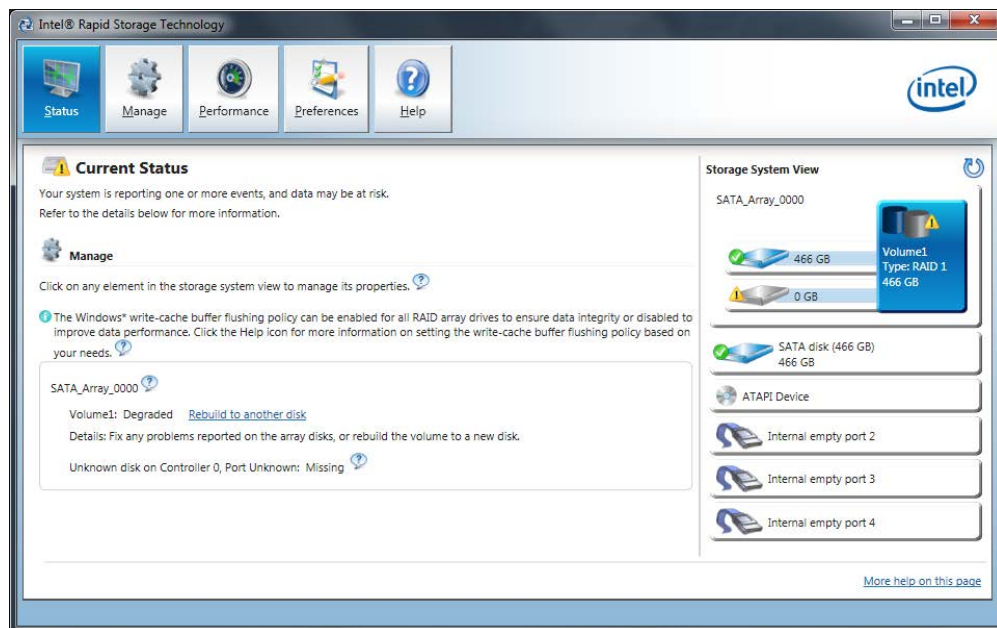 Intel® Rapid Storage Technology
Status
Manage
Performance
Preferences
Help
intel
Current Status
Your system is reporting one or more events, and data may be at risk.
Refer to the details below for more information.
Manage
Click on any element in the storage system view to manage its properties.
The Windows* write-cache buffer flushing policy can be enabled for all RAID array drives to ensure data integrity or disabled to
improve data performance. Click the Help icon for more information on setting the write-cache buffer flushing policy based on
your needs.
SATA_Array_0000
Volume1: Degraded Rebuild to another disk
Details: Fix any problems reported on the array disks, or rebuild the volume to a new disk.
Unknown disk on Controller 0, Port Unknown: Missing
Storage System View
SATA_Array_0000
466 GB
0 GB
Volume1
Type: RAID 1
466 GB
SATA disk (466 GB)
466 GB
ATAPI Device
Internal empty port 2
Internal empty port 3
Internal empty port 4
More help on this page